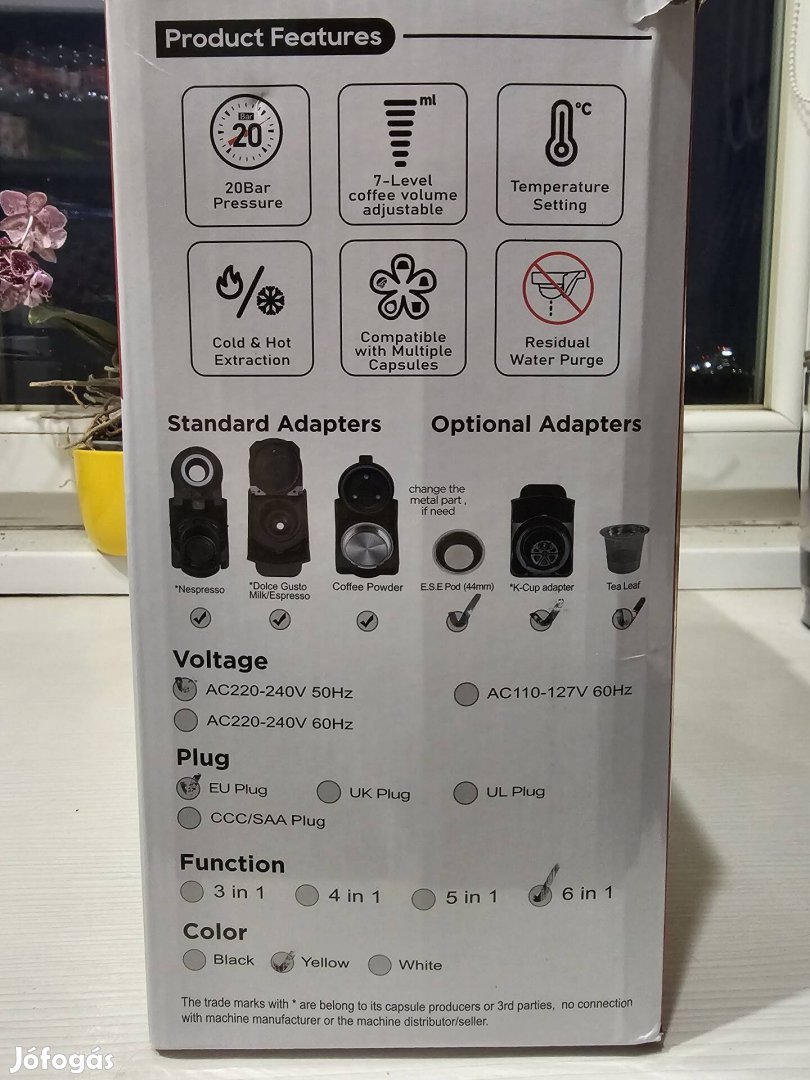 Product Features
Bar
20
20Bar
Pressure
ml
7-Level
coffee volume
adjustable
°C
Temperature
Setting
Cold & Hot
Extraction
Compatible
with Multiple
Capsules
Residual
Water Purge
Standard Adapters
Optional Adapters
change the
metal part ,
if need
*Nespresso
*Dolce Gusto
Milk/Espresso
Coffee Powder
E.S.E Pod (44mm)
*K-Cup adapter
Tea Leaf
Voltage
AC220-240V 50Hz
AC110-127V 60Hz
AC220-240V 60Hz
Plug
EU Plug
UK Plug
UL Plug
CCC/SAA Plug
Function
3 in 1
4 in 1
5 in 1
6 in 1
Color
Black
Yellow
White
The trade marks with * are belong to its capsule producers or 3rd parties, no connection
with machine manufacturer or the machine distributor/seller.
Jófogás